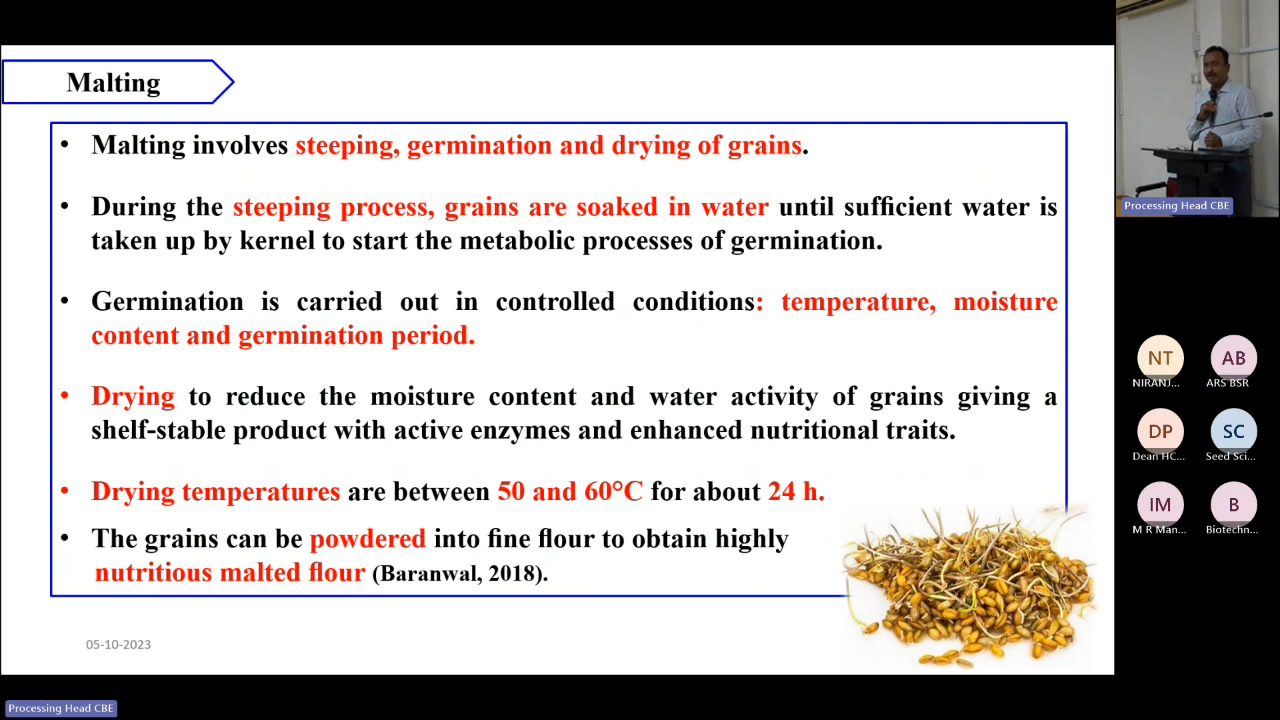 Malting
• Malting involves steeping, germination and drying of grains.
• During the steeping process, grains are soaked in water until sufficient water is
taken up by kernel to start the metabolic processes of germination.
• Germination is carried out in controlled conditions: temperature, moisture
content and germination period.
• Drying to reduce the moisture content and water activity of grains giving a
shelf-stable product with active enzymes and enhanced nutritional traits.
• Drying temperatures are between 50 and 60°C for about 24 h.
• The grains can be powdered into fine flour to obtain highly
nutritious malted flour (Baranwal, 2018).
05-10-2023
Processing Head CBE
Processing Head CBE
NT
AB
NIRANJ...
ARS BSR
DP
SC
Dean HC...
Seed Sci...
IM
B
M R Man...
Biotechn...